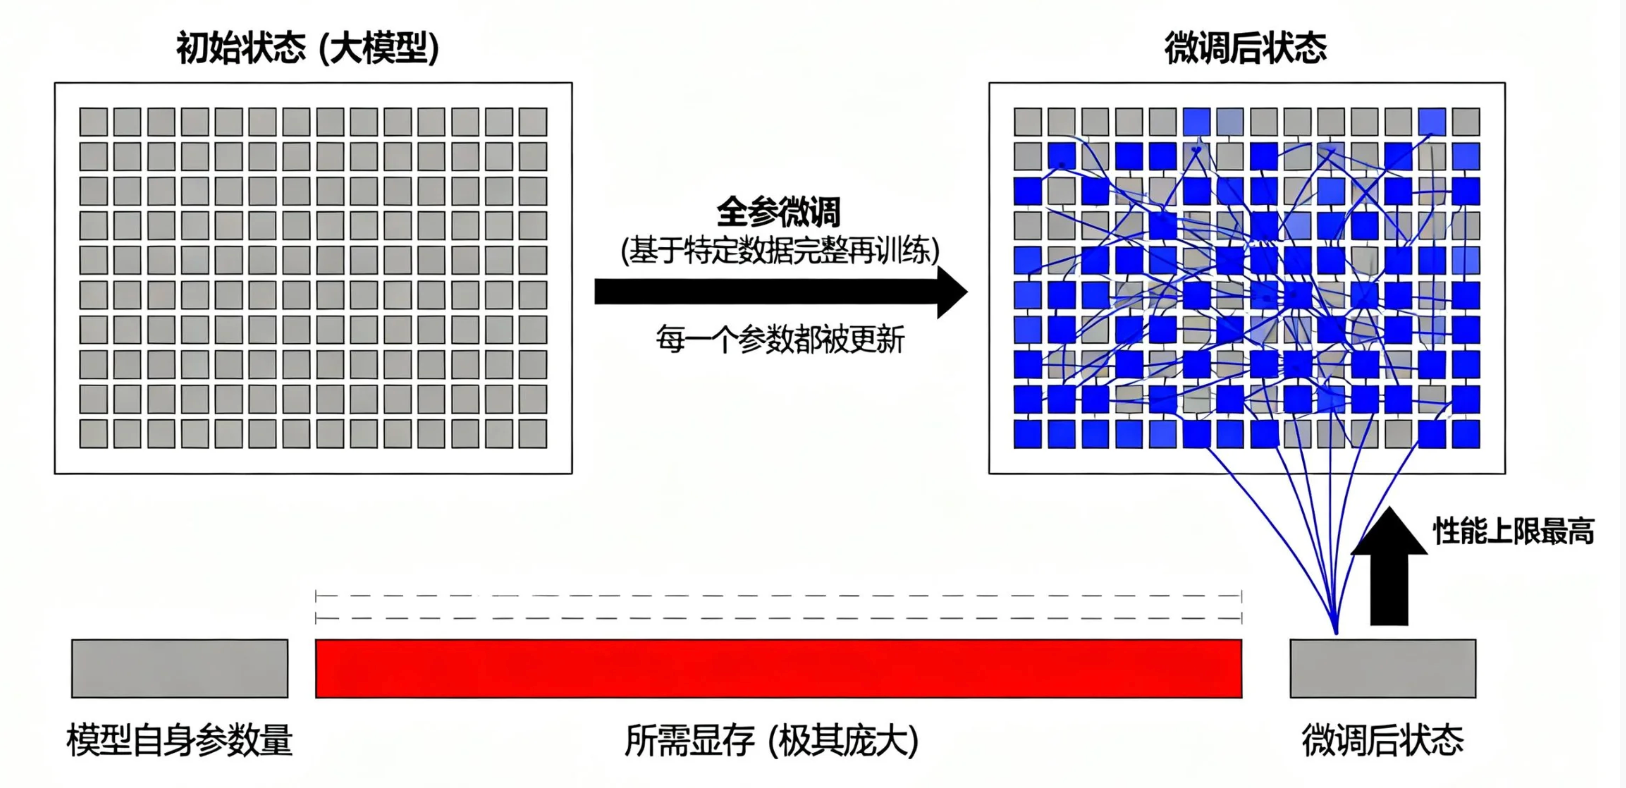 初始状态 (大模型)
微调后状态
全参微调
(基于特定数据完整再训练)
每一个参数都被更新
性能上限最高
模型自身参数量
所需显存 (极其庞大)
微调后状态